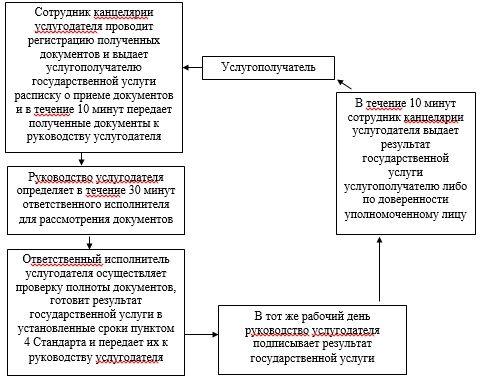 Сотрудник канцелярии
услугодателя проводит
регистрацию полученных
документов и выдает
услугополучателю
государственной услуги
расписку о приеме документов
и в течение 10 минут передает
полученные документы к
руководству услугодателя
Услугополучатель
Руководство услугодателя
определяет в течение 30 минут
ответственного исполнителя
для рассмотрения документов
Ответственный исполнитель
услугодателя осуществляет
проверку полноты документов,
готовит результат
государственной услуги в
установленные сроки пунктом
4 Стандарта и передает их к
руководству услугодателя
В тот же рабочий день
руководство услугодателя
подписывает результат
государственной услуги
В течение 10 минут
сотрудник канцелярии
услугодателя выдает
результат
государственной
услуги
услугополучателю либо
по доверенности
уполномоченному лицу